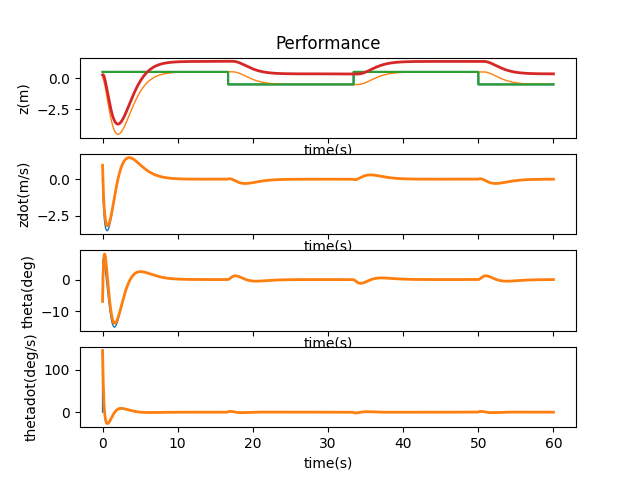 Performance
z(m)
0.0
−2.5
time(s)
zdot(m/s)
0.0
−2.5
time(s)
theta(deg)
0
−10
time(s)
thetadot(deg/s)
100
0
0 10 20 30 40 50 60
time(s)